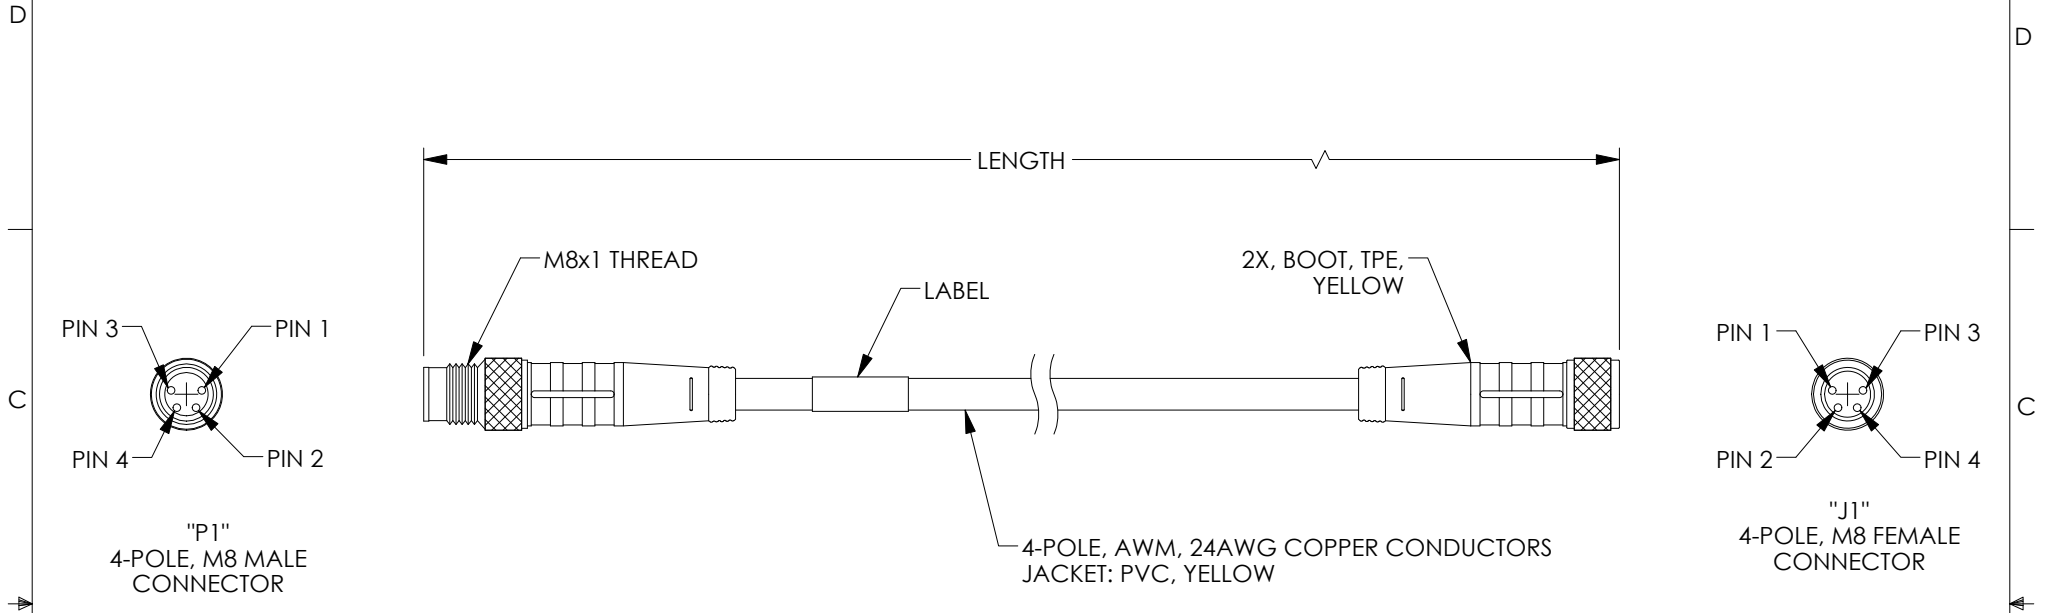 D
D
LENGTH
M8x1 THREAD
2X, BOOT, TPE,
YELLOW
LABEL
PIN 3
PIN 1
PIN 1
PIN 3
C
C
PIN 4
PIN 2
PIN 2
PIN 4
"P1"
4-POLE, M8 MALE
CONNECTOR
4-POLE, AWM, 24AWG COPPER CONDUCTORS
JACKET: PVC, YELLOW
"J1"
4-POLE, M8 FEMALE
CONNECTOR